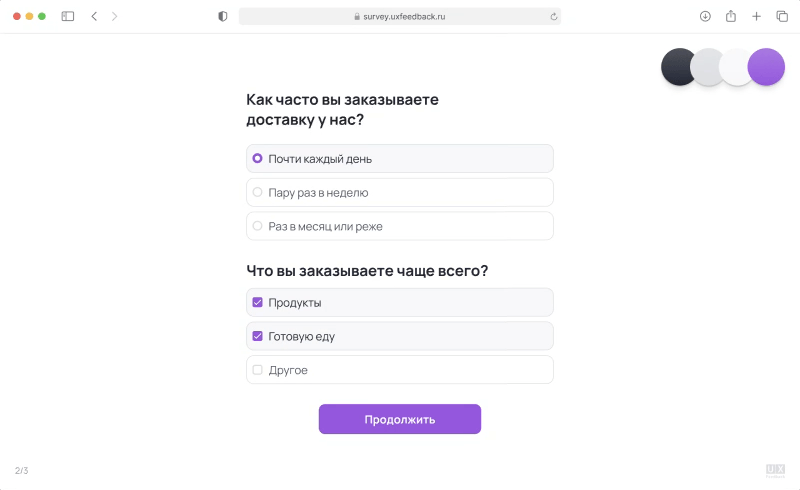 survey.uxfeedback.ru
Как часто вы заказываете
доставку у нас?
Почти каждый день
Пару раз в неделю
Раз в месяц или реже
Что вы заказываете чаще всего?
Продукты
Готовую еду
Другое
Продолжить
2/3
UX